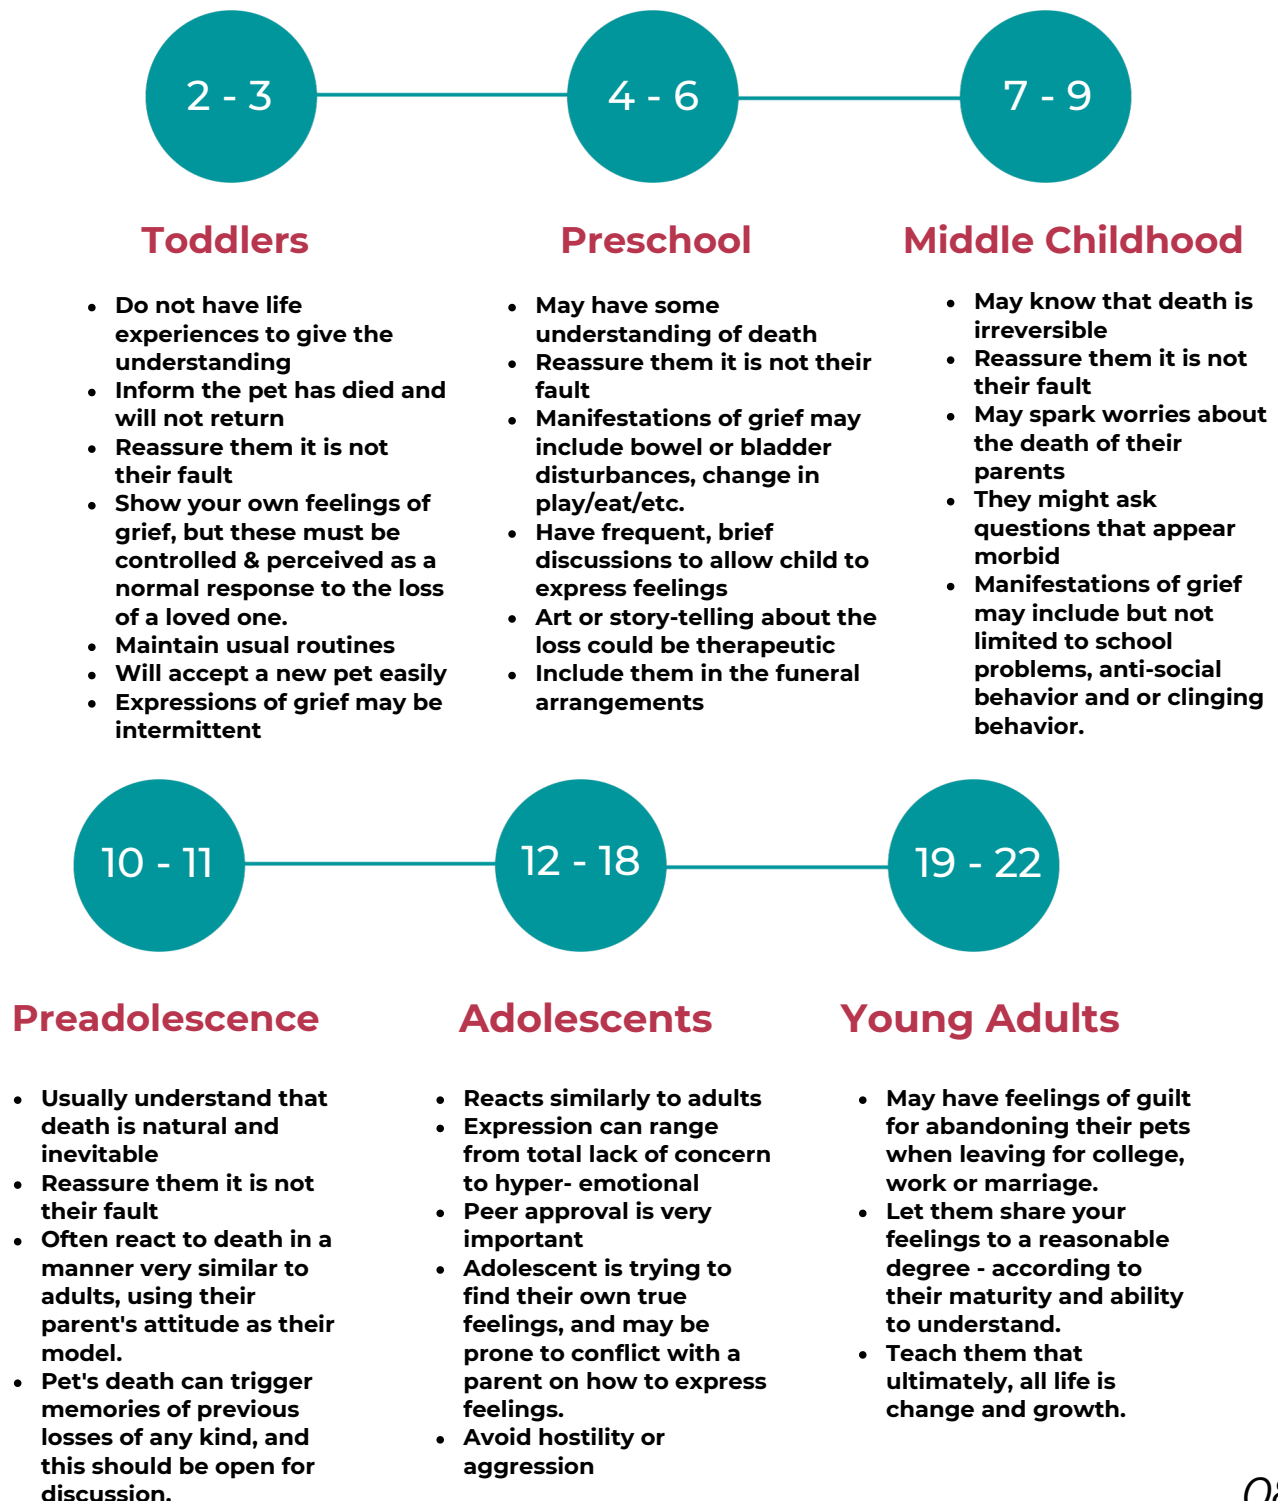 2 - 3
4 - 6
7 - 9
Toddlers
• Do not have life
experiences to give the
understanding
• Inform the pet has died and
will not return
• Reassure them it is not
their fault
• Show your own feelings of
grief, but these must be
controlled & perceived as a
normal response to the loss
of a loved one.
• Maintain usual routines
• Will accept a new pet easily
• Expressions of grief may be
intermittent
Preschool
• May have some
understanding of death
• Reassure them it is not their
fault
• Manifestations of grief may
include bowel or bladder
disturbances, change in
play/eat/etc.
• Have frequent, brief
discussions to allow child to
express feelings
• Art or story-telling about the
loss could be therapeutic
• Include them in the funeral
arrangements
Middle Childhood
• May know that death is
irreversible
• Reassure them it is not
their fault
• May spark worries about
the death of their
parents
• They might ask
questions that appear
morbid
• Manifestations of grief
may include but not
limited to school
problems, anti-social
behavior and or clinging
behavior.
10 - 11
12 - 18
19 - 22
Preadolescence
• Usually understand that
death is natural and
inevitable
• Reassure them it is not
their fault
• Often react to death in a
manner very similar to
adults, using their
parent's attitude as their
model.
• Pet's death can trigger
memories of previous
losses of any kind, and
this should be open for
discussion.
Adolescents
• Reacts similarly to adults
• Expression can range
from total lack of concern
to hyper- emotional
• Peer approval is very
important
• Adolescent is trying to
find their own true
feelings, and may be
prone to conflict with a
parent on how to express
feelings.
• Avoid hostility or
aggression
Young Adults
• May have feelings of guilt
for abandoning their pets
when leaving for college,
work or marriage.
• Let them share your
feelings to a reasonable
degree - according to
their maturity and ability
to understand.
• Teach them that
ultimately, all life is
change and growth.